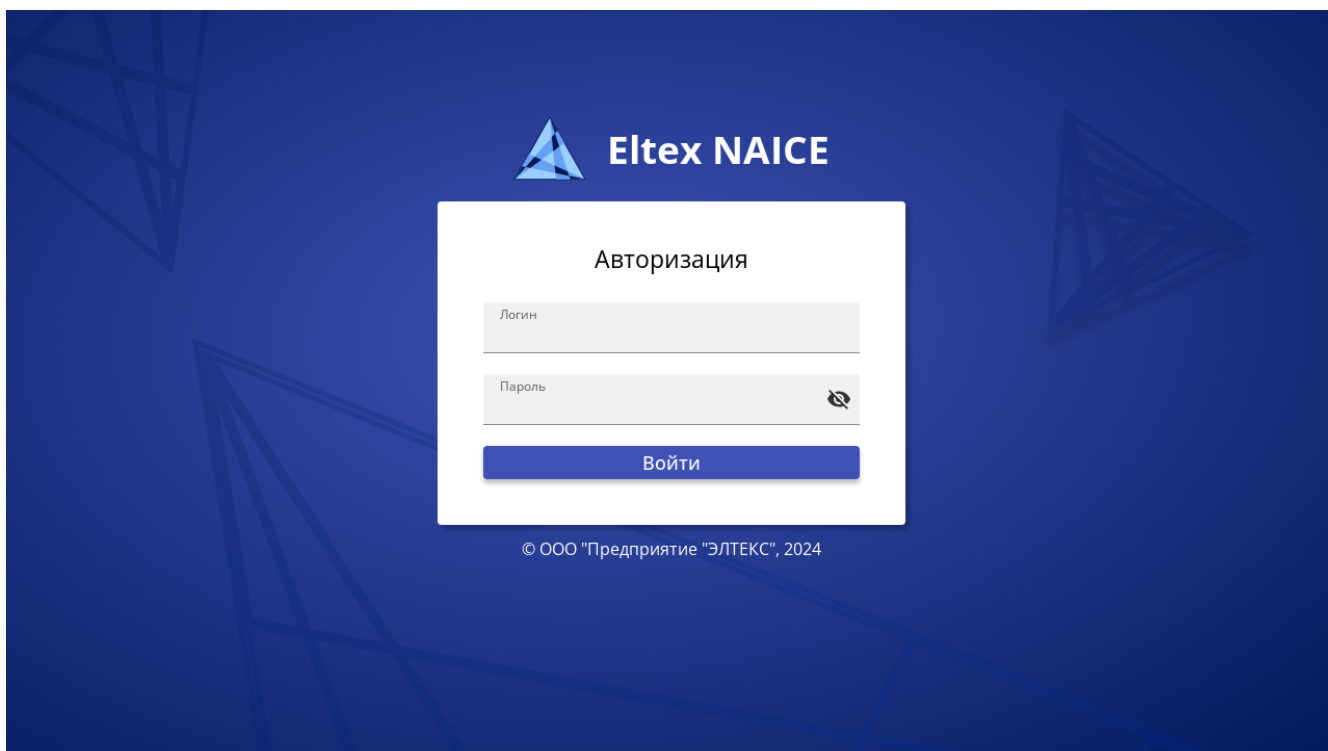 Eltex NAICE
Авторизация
Логин
Пароль
Войти
© ООО "Предприятие "ЭЛТЕКС", 2024